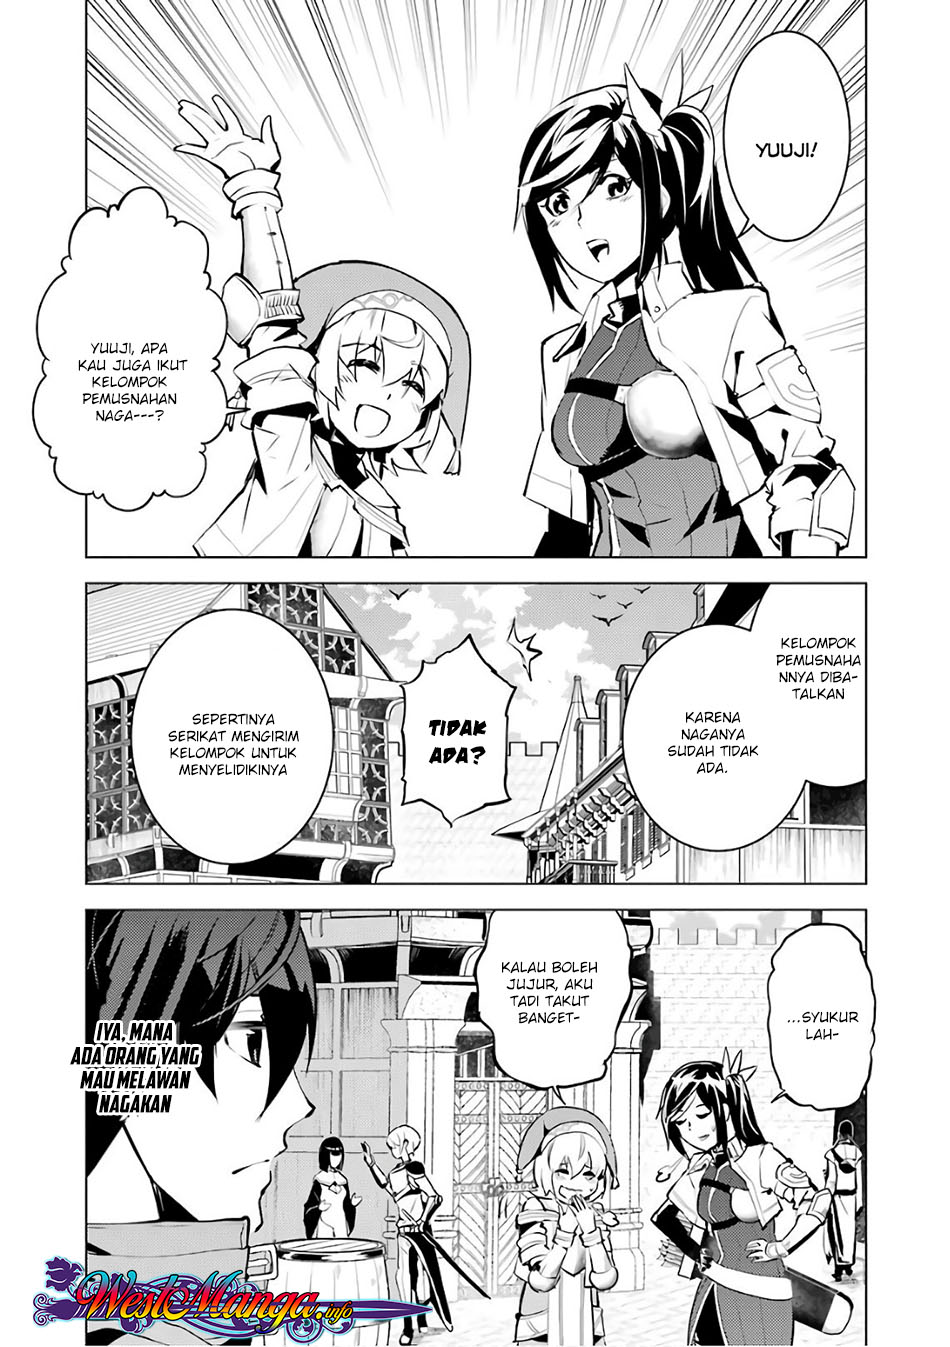 YUUJI!
YUUJI, APA
KAU JUGA IKUT
KELOMPOK
PEMUSNAHAN
NAGA---?
KELOMPOK
PEMUSNAHA
NNYA DIBA-
TALKAN
KARENA
NAGANYA
SUDAH TIDAK
ADA.
TIDAK
ADA?
SEPERTINYA
SERIKAT MENGIRIM
KELOMPOK UNTUK
MENYELIDIKINYA
...SYUKUR
LAH-
KALAU BOLEH
JUJUR, AKU
TADI TAKUT
BANGET-
IYA, MANA
ADA ORANG YANG
MAU MELAWAN
NAGAKAN
WESTMANGA.info